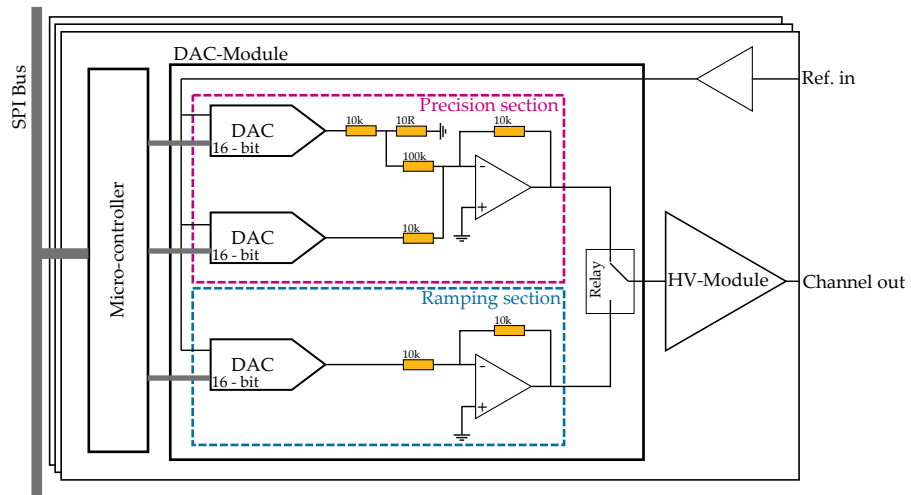 SPI Bus
Micro-controller
DAC-Module
Ref. in
Precision section
DAC
16 - bit
10k
10R
10k
100k
-
+
DAC
16 - bit
10k
Relay
HV-Module
Channel out
Ramping section
DAC
16 - bit
10k
10k
-
+